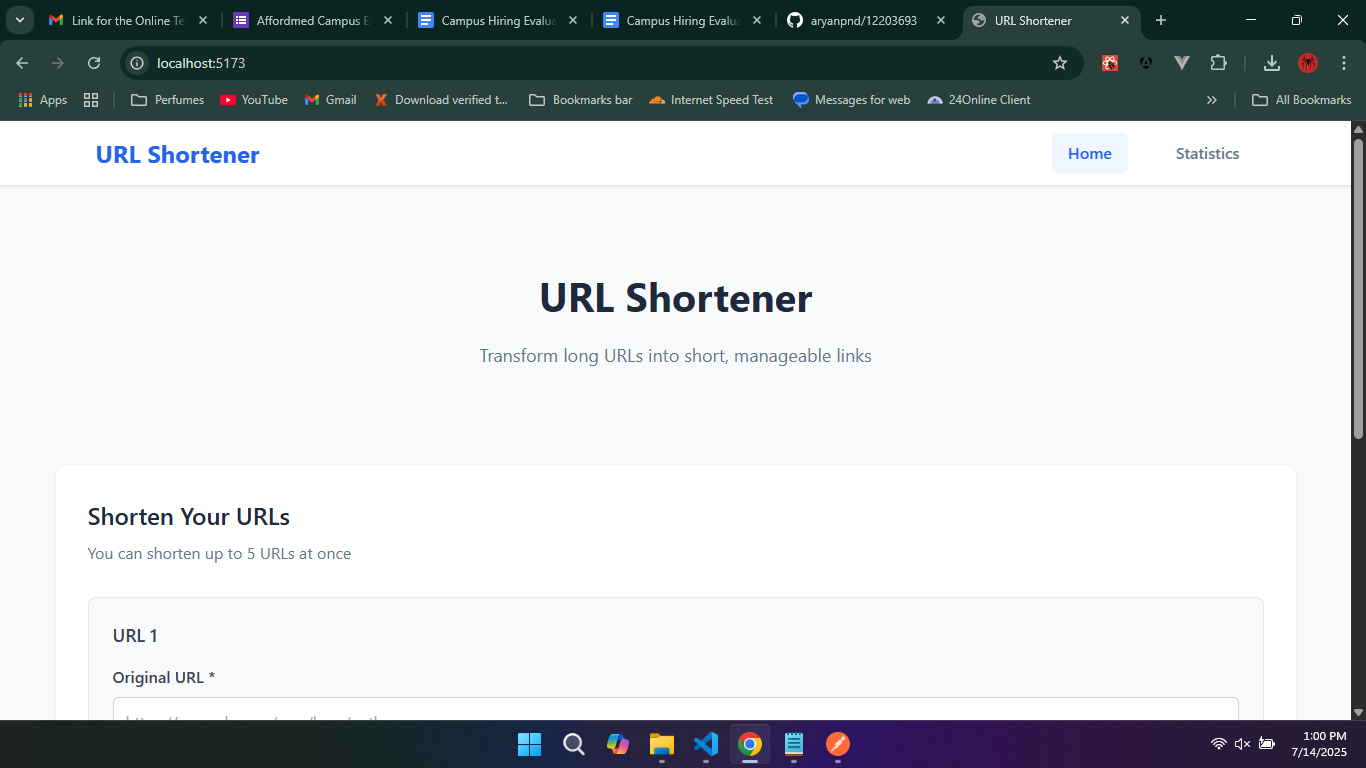 Link for the Online Te
Affordmed Campus E
Campus Hiring Evalua
Campus Hiring Evalua
aryanpnd/12203693
URL Shortener
localhost:5173
Apps
Perfumes
YouTube
Gmail
Download verified t...
Bookmarks bar
Internet Speed Test
Messages for web
24Online Client
All Bookmarks
URL Shortener
Home
Statistics
URL Shortener
Transform long URLs into short, manageable links
Shorten Your URLs
You can shorten up to 5 URLs at once
URL 1
Original URL *
1:00 PM
7/14/2025